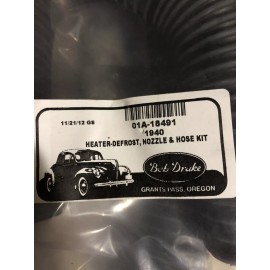 11/21/12 GS
01A-18491
1940
HEATER-DEFROST, NOZZLE & HOSE KIT
Bob Drake
GRANTS PASS, OREGON